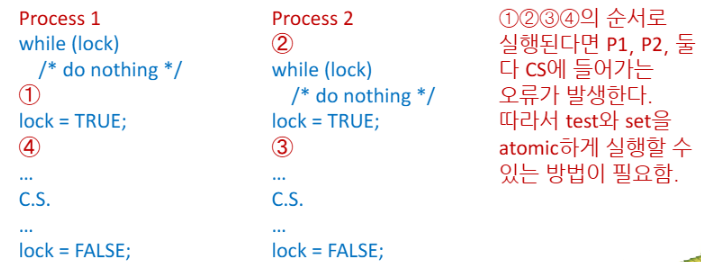 Process 1
while (lock)
/* do nothing */
①
lock = TRUE;
④
...
C.S.
...
lock = FALSE;
Process 2
②
while (lock)
/* do nothing */
lock = TRUE;
③
...
C.S.
...
lock = FALSE;
①②③④의 순서로
실행된다면 P1, P2, 둘
다 CS에 들어가는
오류가 발생한다.
따라서 test와 set을
atomic하게 실행할 수
있는 방법이 필요함.